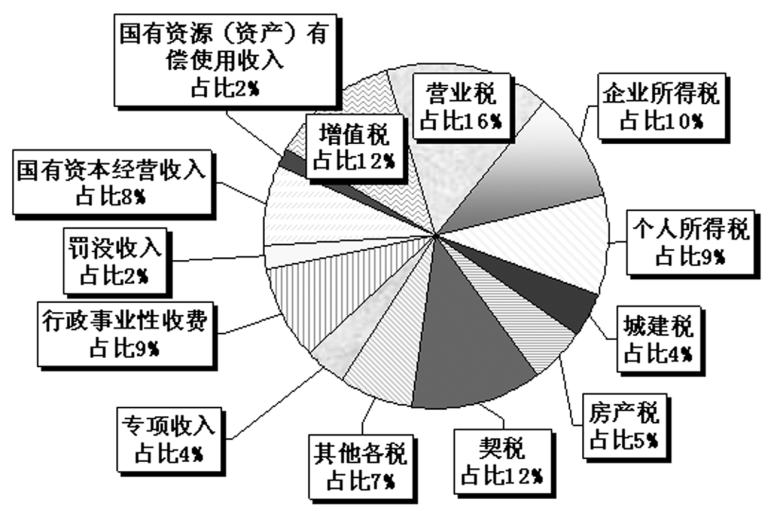 国有资源（资产）有
偿使用收入
占比2%
营业税
占比16%
企业所得税
占比10%
增值税
占比12%
国有资本经营收入
占比8%
个人所得税
占比9%
罚没收入
占比2%
行政事业性收费
占比9%
城建税
占比4%
房产税
占比5%
专项收入
占比4%
其他各税
占比7%
契税
占比12%